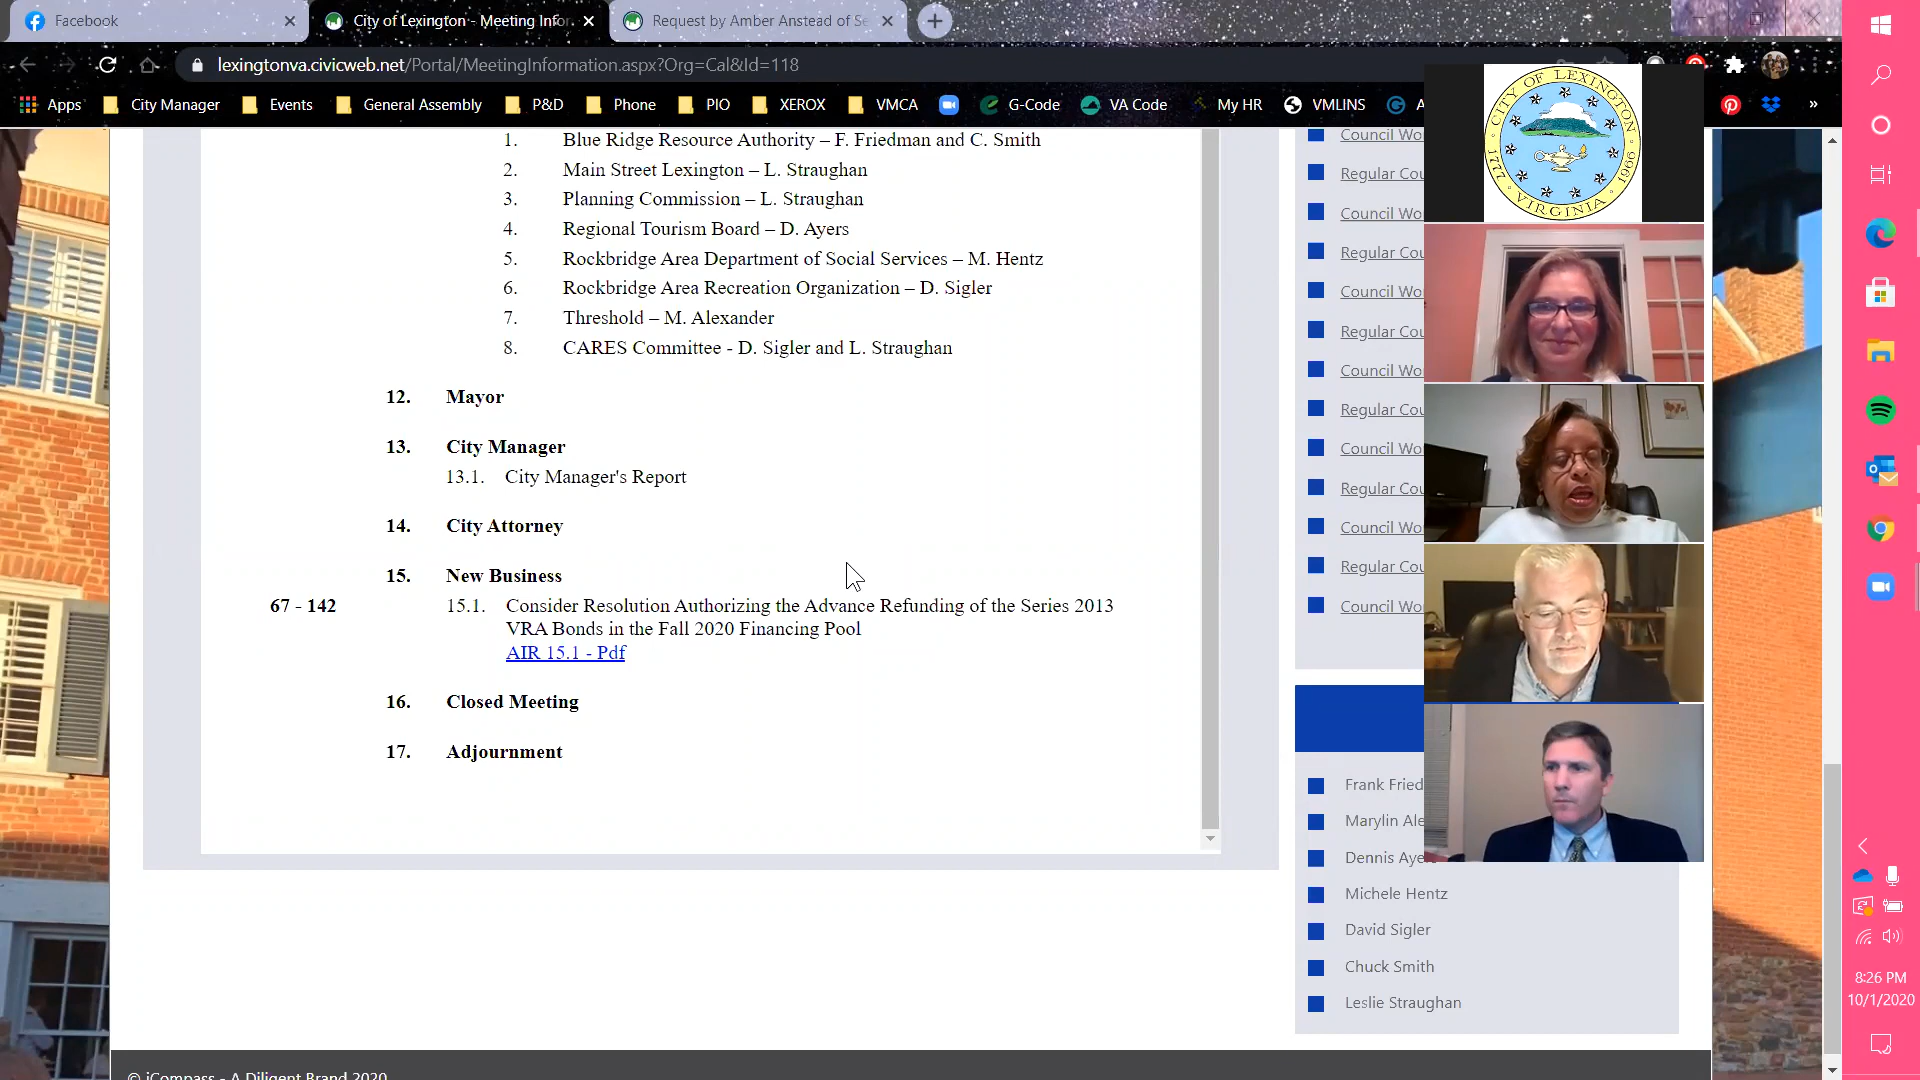 Facebook
City of Lexington - Meeting Infor
Request by Amber Anstead of Se
lexingtonva.civicweb.net/Portal/MeetingInformation.aspx?Org=Cal&Id=118
Apps City Manager Events General Assembly P&D Phone PIO XEROX VMCA G-Code VA Code My HR VMLINS A »
1. Blue Ridge Resource Authority – F. Friedman and C. Smith
2. Main Street Lexington – L. Straughan
3. Planning Commission – L. Straughan
4. Regional Tourism Board – D. Ayers
5. Rockbridge Area Department of Social Services – M. Hentz
6. Rockbridge Area Recreation Organization – D. Sigler
7. Threshold – M. Alexander
8. CARES Committee - D. Sigler and L. Straughan
12. Mayor
13. City Manager
13.1. City Manager's Report
14. City Attorney
15. New Business
67 - 142 15.1. Consider Resolution Authorizing the Advance Refunding of the Series 2013
VRA Bonds in the Fall 2020 Financing Pool
AIR 15.1 - Pdf
16. Closed Meeting
17. Adjournment
Council Wo
Regular Cou
Council Wo
Regular Cou
Council Wo
Regular Cou
Council Wo
Regular Cou
Council Wo
Regular Cou
Council Wo
Regular Cou
Council Wo
Frank Fried
Marylin Ale
Dennis Aye
Michele Hentz
David Sigler
Chuck Smith
Leslie Straughan
CITY OF LEXINGTON
1777 VIRGINIA 1966
8:26 PM
10/1/2020
© iCompass - A Diligent Brand 2020